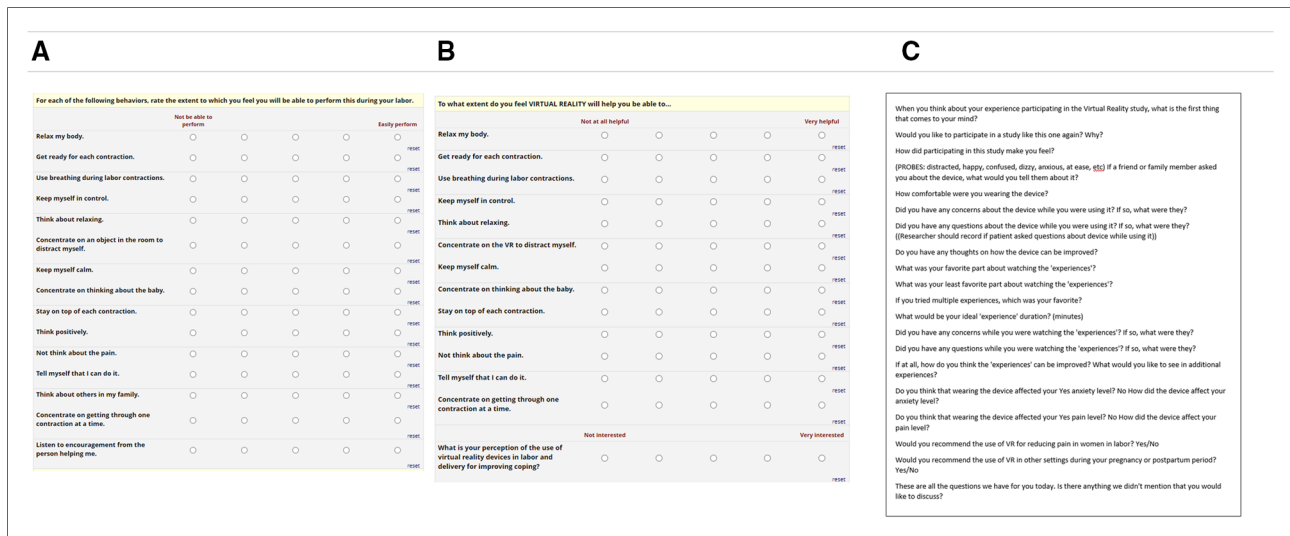 A
B
C
For each of the following behaviors, rate the extent to which you feel you will be able to perform this during your labor.
Not be able to
perform
Easily perform
Relax my body.
reset
Get ready for each contraction.
reset
Use breathing during labor contractions.
reset
Keep myself in control.
reset
Think about relaxing.
reset
Concentrate on an object in the room to
distract myself.
reset
Keep myself calm.
reset
Concentrate on thinking about the baby.
reset
Stay on top of each contraction.
reset
Think positively.
reset
Not think about the pain.
reset
Tell myself that I can do it.
reset
Think about others in my family.
reset
Concentrate on getting through one
contraction at a time.
reset
Listen to encouragement from the
person helping me.
reset
To what extent do you feel VIRTUAL REALITY will help you be able to...
Not at all helpful
Very helpful
Relax my body.
reset
Get ready for each contraction.
reset
Use breathing during labor contractions.
reset
Keep myself in control.
reset
Think about relaxing.
reset
Concentrate on the VR to distract myself.
reset
Keep myself calm.
reset
Concentrate on thinking about the baby.
reset
Stay on top of each contraction.
reset
Think positively.
reset
Not think about the pain.
reset
Tell myself that I can do it.
reset
Concentrate on getting through one
contraction at a time.
reset
Not interested
Very interested
What is your perception of the use of
virtual reality devices in labor and
delivery for improving coping?
reset
When you think about your experience participating in the Virtual Reality study, what is the first thing
that comes to your mind?
Would you like to participate in a study like this one again? Why?
How did participating in this study make you feel?
(PROBES: distracted, happy, confused, dizzy, anxious, at ease, etc) If a friend or family member asked
you about the device, what would you tell them about it?
How comfortable were you wearing the device?
Did you have any concerns about the device while you were using it? If so, what were they?
Did you have any questions about the device while you were using it? If so, what were they?
((Researcher should record if patient asked questions about device while using it))
Do you have any thoughts on how the device can be improved?
What was your favorite part about watching the 'experiences'?
What was your least favorite part about watching the 'experiences'?
If you tried multiple experiences, which was your favorite?
What would be your ideal 'experience' duration? (minutes)
Did you have any concerns while you were watching the 'experiences'? If so, what were they?
Did you have any questions while you were watching the 'experiences'? If so, what were they?
If at all, how do you think the 'experiences' can be improved? What would you like to see in additional
experiences?
Do you think that wearing the device affected your Yes anxiety level? No How did the device affect your
anxiety level?
Do you think that wearing the device affected your Yes pain level? No How did the device affect your
pain level?
Would you recommend the use of VR for reducing pain in women in labor? Yes/No
Would you recommend the use of VR in other settings during your pregnancy or postpartum period?
Yes/No
These are all the questions we have for you today. Is there anything we didn't mention that you would
like to discuss?